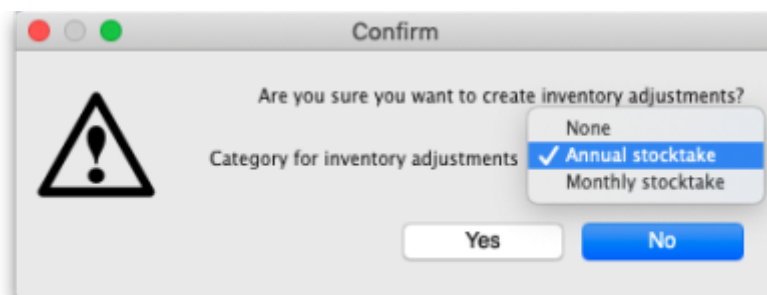 Confirm
Are you sure you want to create inventory adjustments?
None
Category for inventory adjustments ✓ Annual stocktake
Monthly stocktake
Yes No